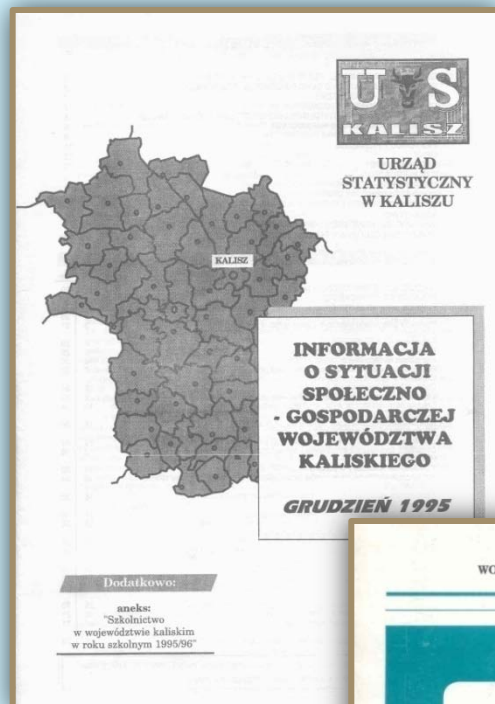 U S
KALISZ
URZĄD
STATYSTYCZNY
W KALISZU
KALISZ
INFORMACJA
O SYTUACJI
SPOŁECZNO
- GOSPODARCZEJ
WOJEWÓDZTWA
KALISKIEGO
GRUDZIEŃ 1995
Dodatkowo:
aneks:
"Szkolnictwo
w województwie kaliskim
w roku szkolnym 1995/96"